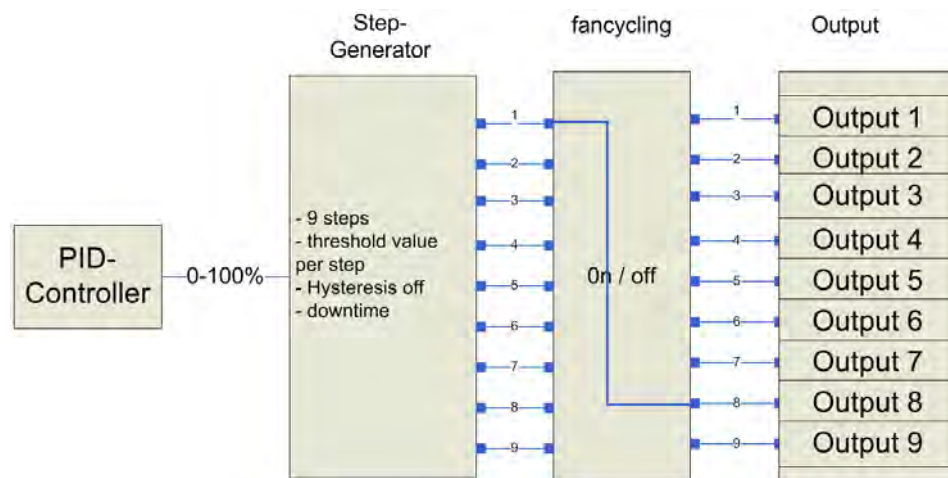 Step-
Generator
fancycling
Output
PID-
Controller
0-100%
- 9 steps
- threshold value
per step
- Hysteresis off
- downtime
1
2
3
4
5
6
7
8
9
0n / off
1
2
3
4
5
6
7
8
9
Output 1
Output 2
Output 3
Output 4
Output 5
Output 6
Output 7
Output 8
Output 9